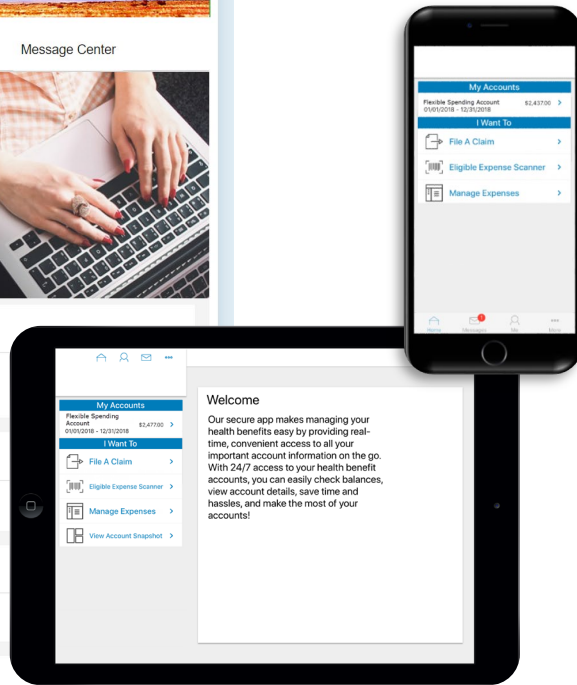 Message Center
My Accounts
Flexible Spending Account $2,437.00
01/01/2018 - 12/31/2018
I Want To
File A Claim
Eligible Expense Scanner
Manage Expenses
1
Home Messages Me More
My Accounts
Flexible Spending
Account $2,477.00
01/01/2018 - 12/31/2018
I Want To
File A Claim
Eligible Expense Scanner
Manage Expenses
View Account Snapshot
Welcome
Our secure app makes managing your
health benefits easy by providing real-
time, convenient access to all your
important account information on the go.
With 24/7 access to your health benefit
accounts, you can easily check balances,
view account details, save time and
hassles, and make the most of your
accounts!